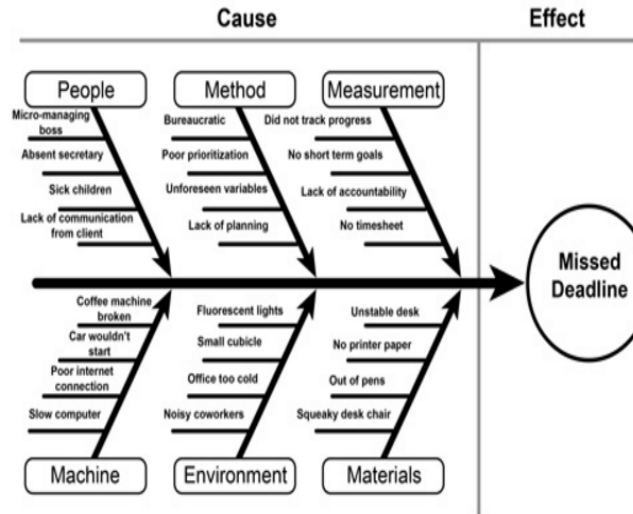 Cause
Effect
People
Method
Measurement
Micro-managing
boss
Absent secretary
Sick children
Lack of communication
from client
Bureaucratic
Poor prioritization
Unforeseen variables
Lack of planning
Did not track progress
No short term goals
Lack of accountability
No timesheet
Missed
Deadline
Coffee machine
broken
Car wouldn't
start
Poor internet
connection
Slow computer
Fluorescent lights
Small cubicle
Office too cold
Noisy coworkers
Unstable desk
No printer paper
Out of pens
Squeaky desk chair
Machine
Environment
Materials